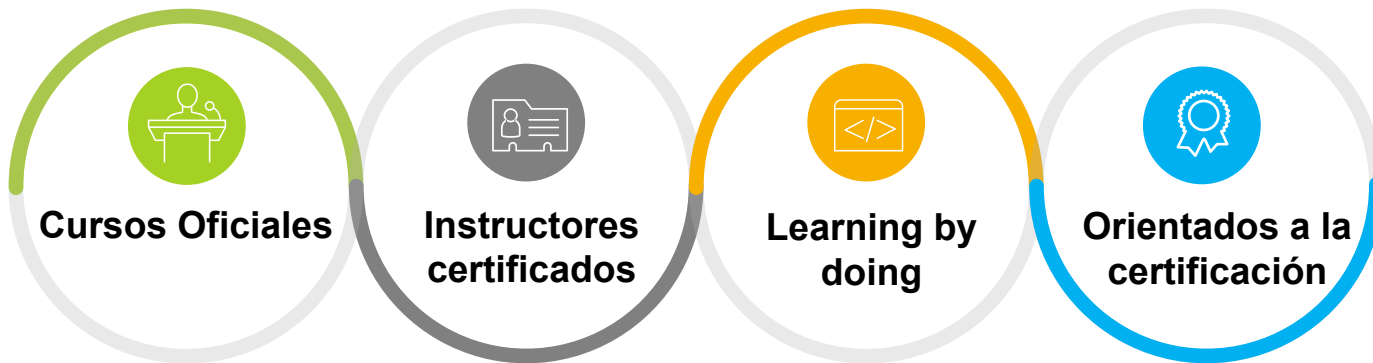 Cursos Oficiales
Instructores
certificados
</>
Learning by
doing
Orientados a la
certificación